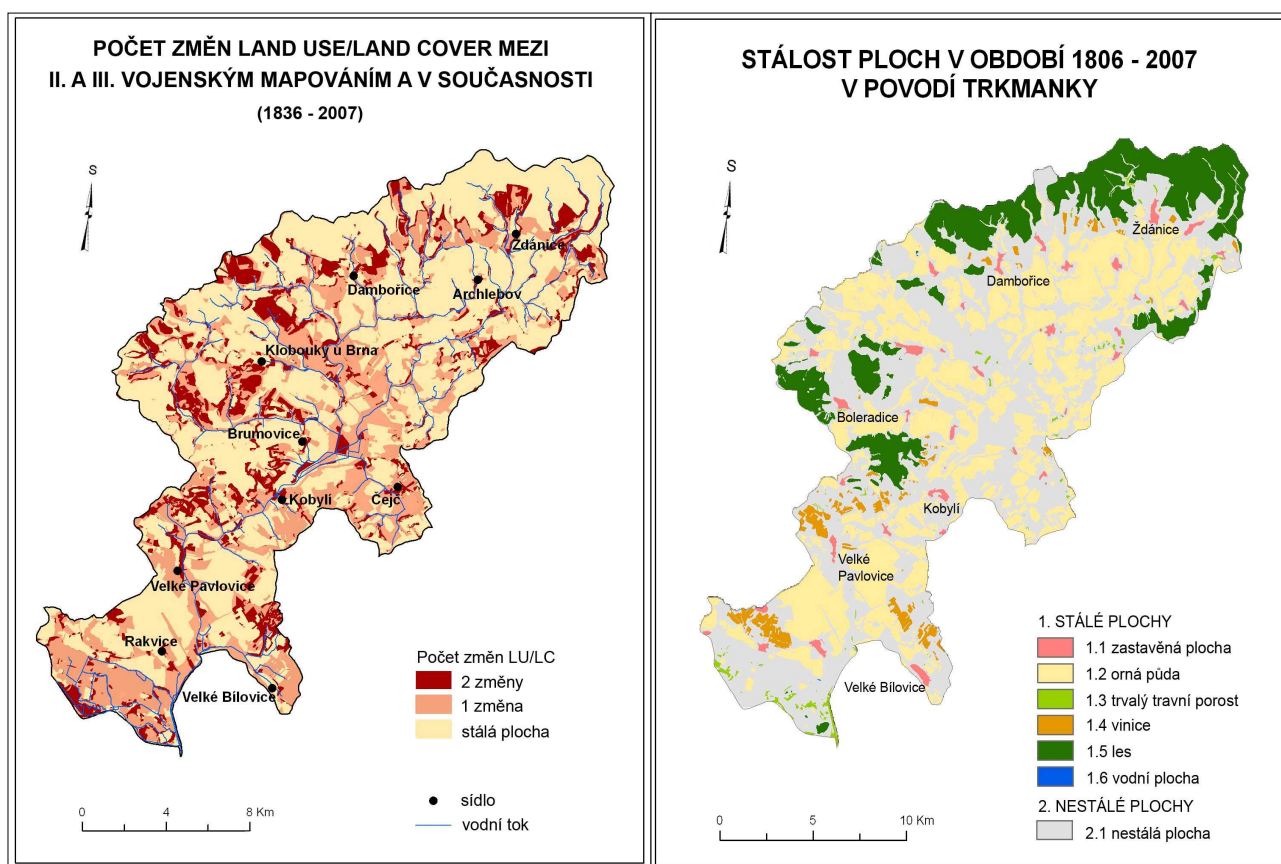 POČET ZMĚN LAND USE/LAND COVER MEZI
II. A III. VOJENSKÝM MAPOVÁNÍM A V SOUČASNOSTI
(1836 - 2007)
S
Ždánice
Dambořice
Archlebov
Klobouky u Brna
Brumovice
Kobylí
Čejč
Velké Pavlovice
Rakvice
Velké Bílovice
Počet změn LU/LC
2 změny
1 změna
stálá plocha
sídlo
vodní tok
0 4 8 Km
STÁLOST PLOCH V OBDOBÍ 1806 - 2007
V POVODÍ TRKMANKY
S
Ždánice
Dambořice
Boleradice
Kobylí
Velké
Pavlovice
Velké Bílovice
1. STÁLÉ PLOCHY
1.1 zastavěná plocha
1.2 orná půda
1.3 trvalý travní porost
1.4 vinice
1.5 les
1.6 vodní plocha
2. NESTÁLÉ PLOCHY
2.1 nestálá plocha
0 5 10 Km